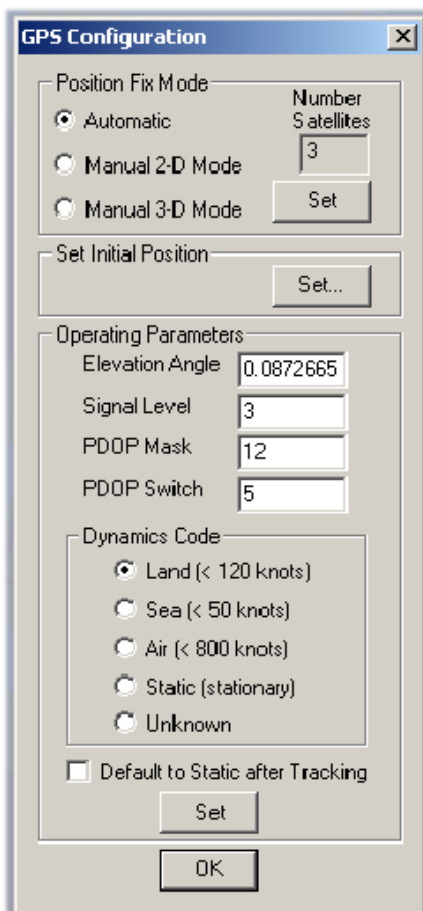 GPS Configuration
Position Fix Mode
Number
Satellites
Automatic
3
Manual 2-D Mode
Manual 3-D Mode
Set
Set Initial Position
Set...
Operating Parameters
Elevation Angle 0.0872665
Signal Level 3
PDOP Mask 12
PDOP Switch 5
Dynamics Code
Land (< 120 knots)
Sea (< 50 knots)
Air (< 800 knots)
Static (stationary)
Unknown
Default to Static after Tracking
Set
OK